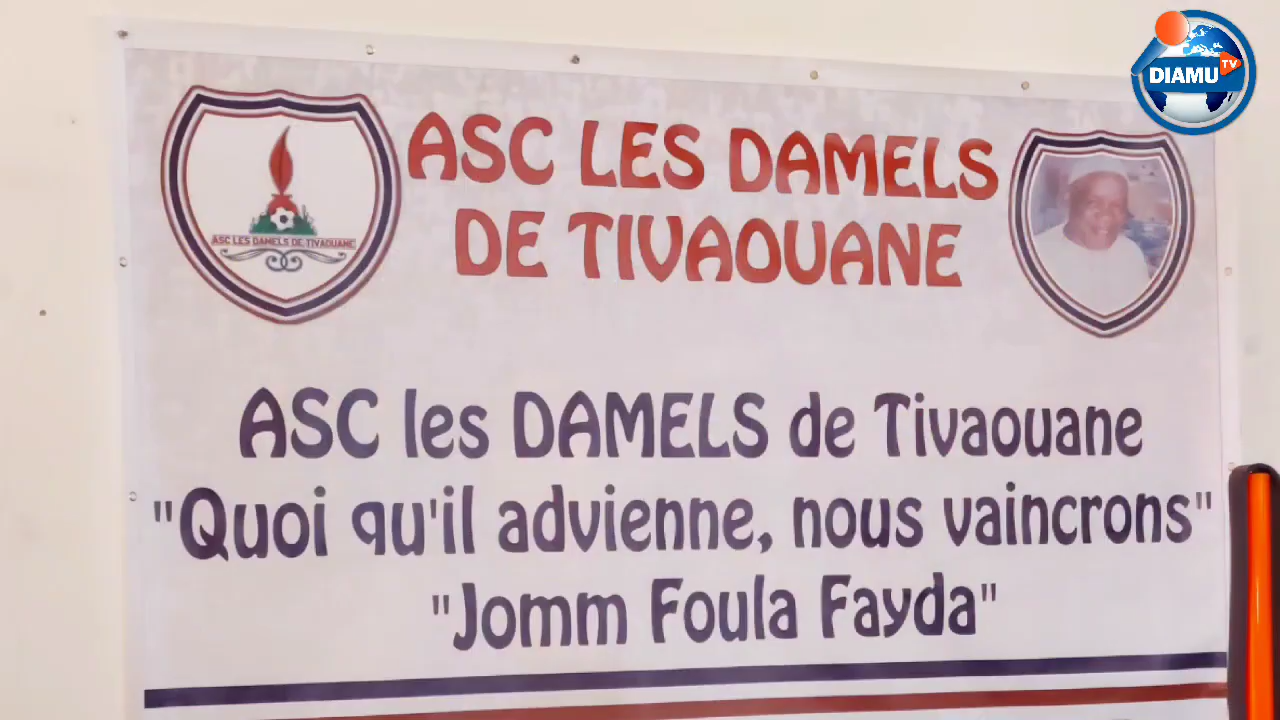 DIAMU TV
ASC LES DAMELS
DE TIVAOUANE
ASC LES DAMELS DE TIVAOUANE
ASC les DAMELS de Tivaouane
"Quoi qu'il advienne, nous vaincrons"
"Jomm Foula Fayda"